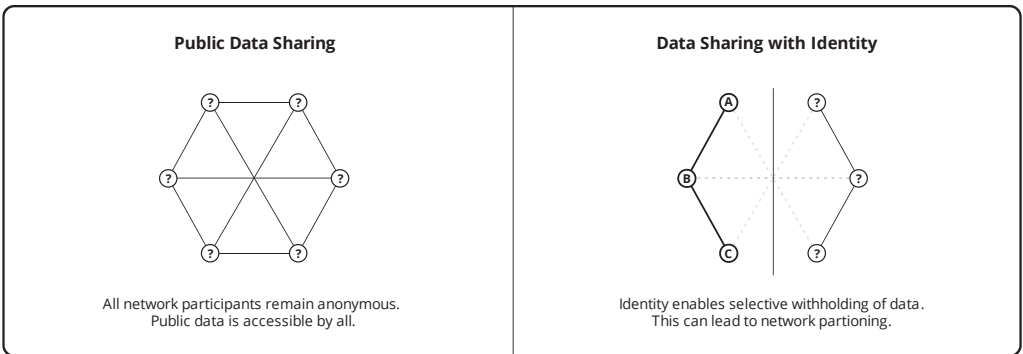 Public Data Sharing
?
?
?
?
?
?
All network participants remain anonymous.
Public data is accessible by all.
Data Sharing with Identity
A
?
B
?
C
?
Identity enables selective withholding of data.
This can lead to network partioning.